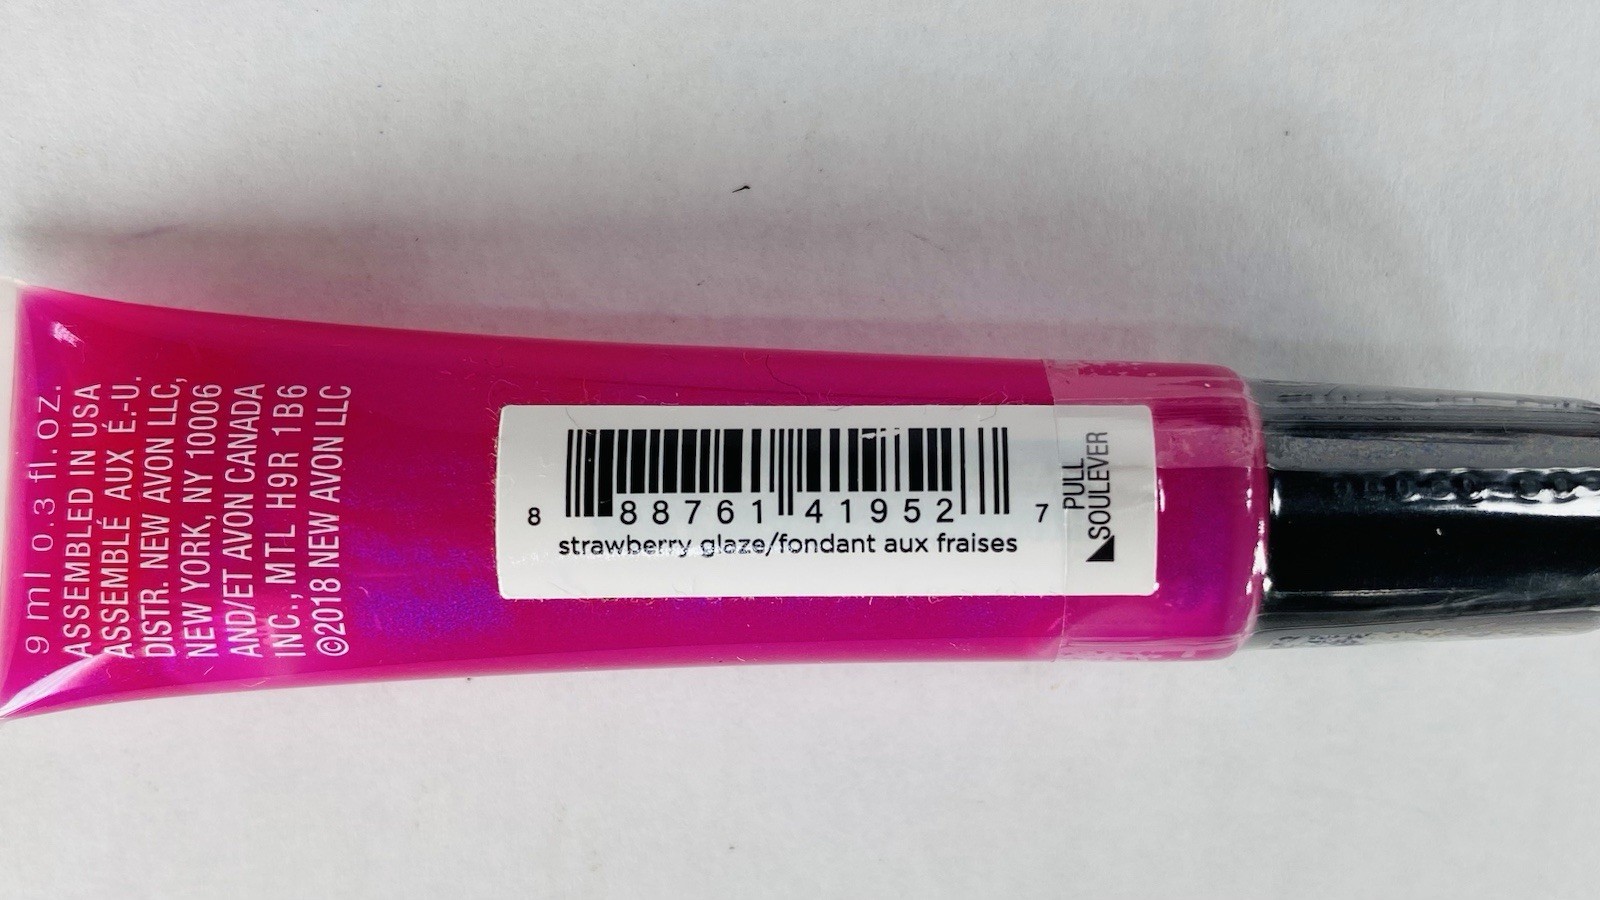 9 ml 0.3 fl. oz.
ASSEMBLED IN USA
ASSEMBLÉ AUX É.-U.
DISTR. NEW AVON LLC,
NEW YORK, NY 10006
AND/ET AVON CANADA
INC., MTL H9R 1B6
©2018 NEW AVON LLC
8 88761 41952 7
strawberry glaze/fondant aux fraises
PULL
SOULEVER